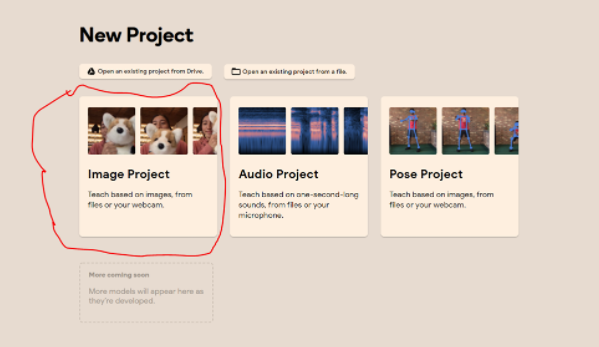 New Project
Open an existing project from Drive.
Open an existing project from a file.
Image Project
Teach based on images, from
files or your webcam.
Audio Project
Teach based on one-second-long
sounds, from files or your
microphone.
Pose Project
Teach based on images, from
files or your webcam.
More coming soon
More models will appear here as
they're developed.